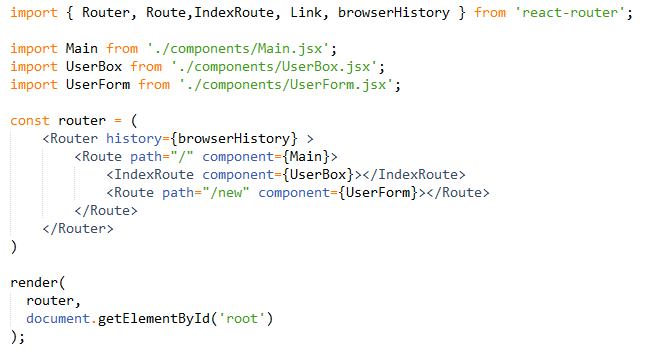 import { Router, Route,IndexRoute, Link, browserHistory } from 'react-router';
import Main from './components/Main.jsx';
import UserBox from './components/UserBox.jsx';
import UserForm from './components/UserForm.jsx';
const router = (
    <Router history={browserHistory} >
        <Route path="/" component={Main}>
            <IndexRoute component={UserBox}></IndexRoute>
            <Route path="/new" component={UserForm}></Route>
        </Route>
    </Router>
)
render(
  router,
  document.getElementById('root')
);